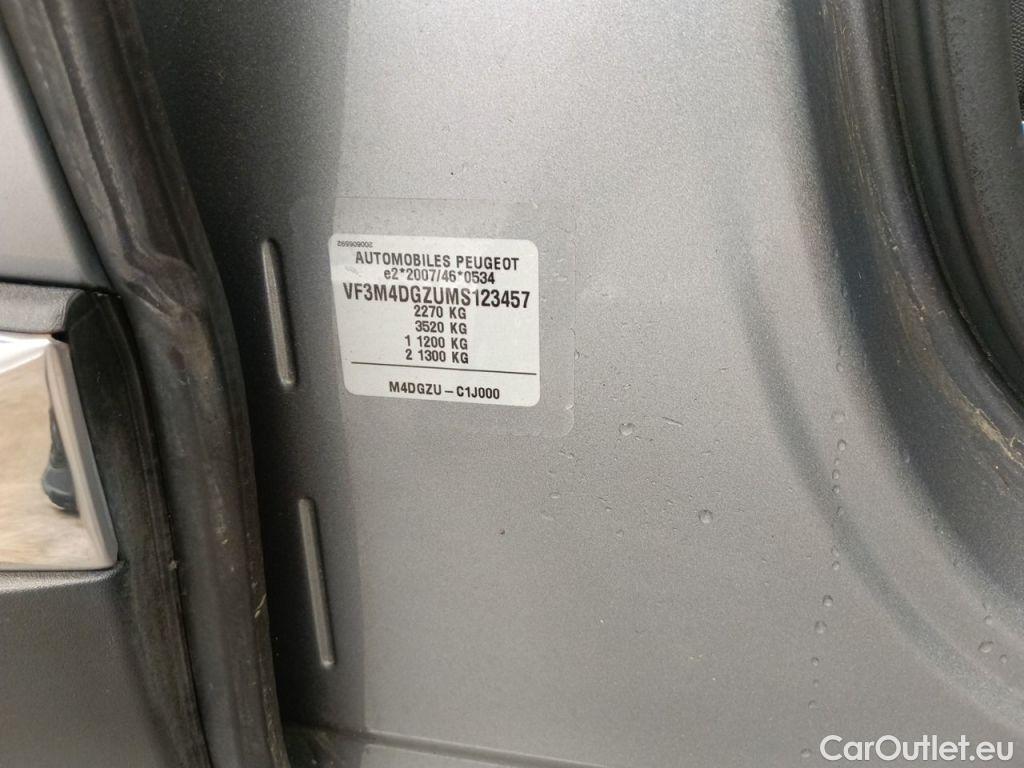 200606592
AUTOMOBILES PEUGEOT
e2*2007/46*0534
VF3M4DGZUMS123457
2270 KG
3520 KG
1 1200 KG
2 1300 KG
M4DGZU – C1J000
CarOutlet.eu